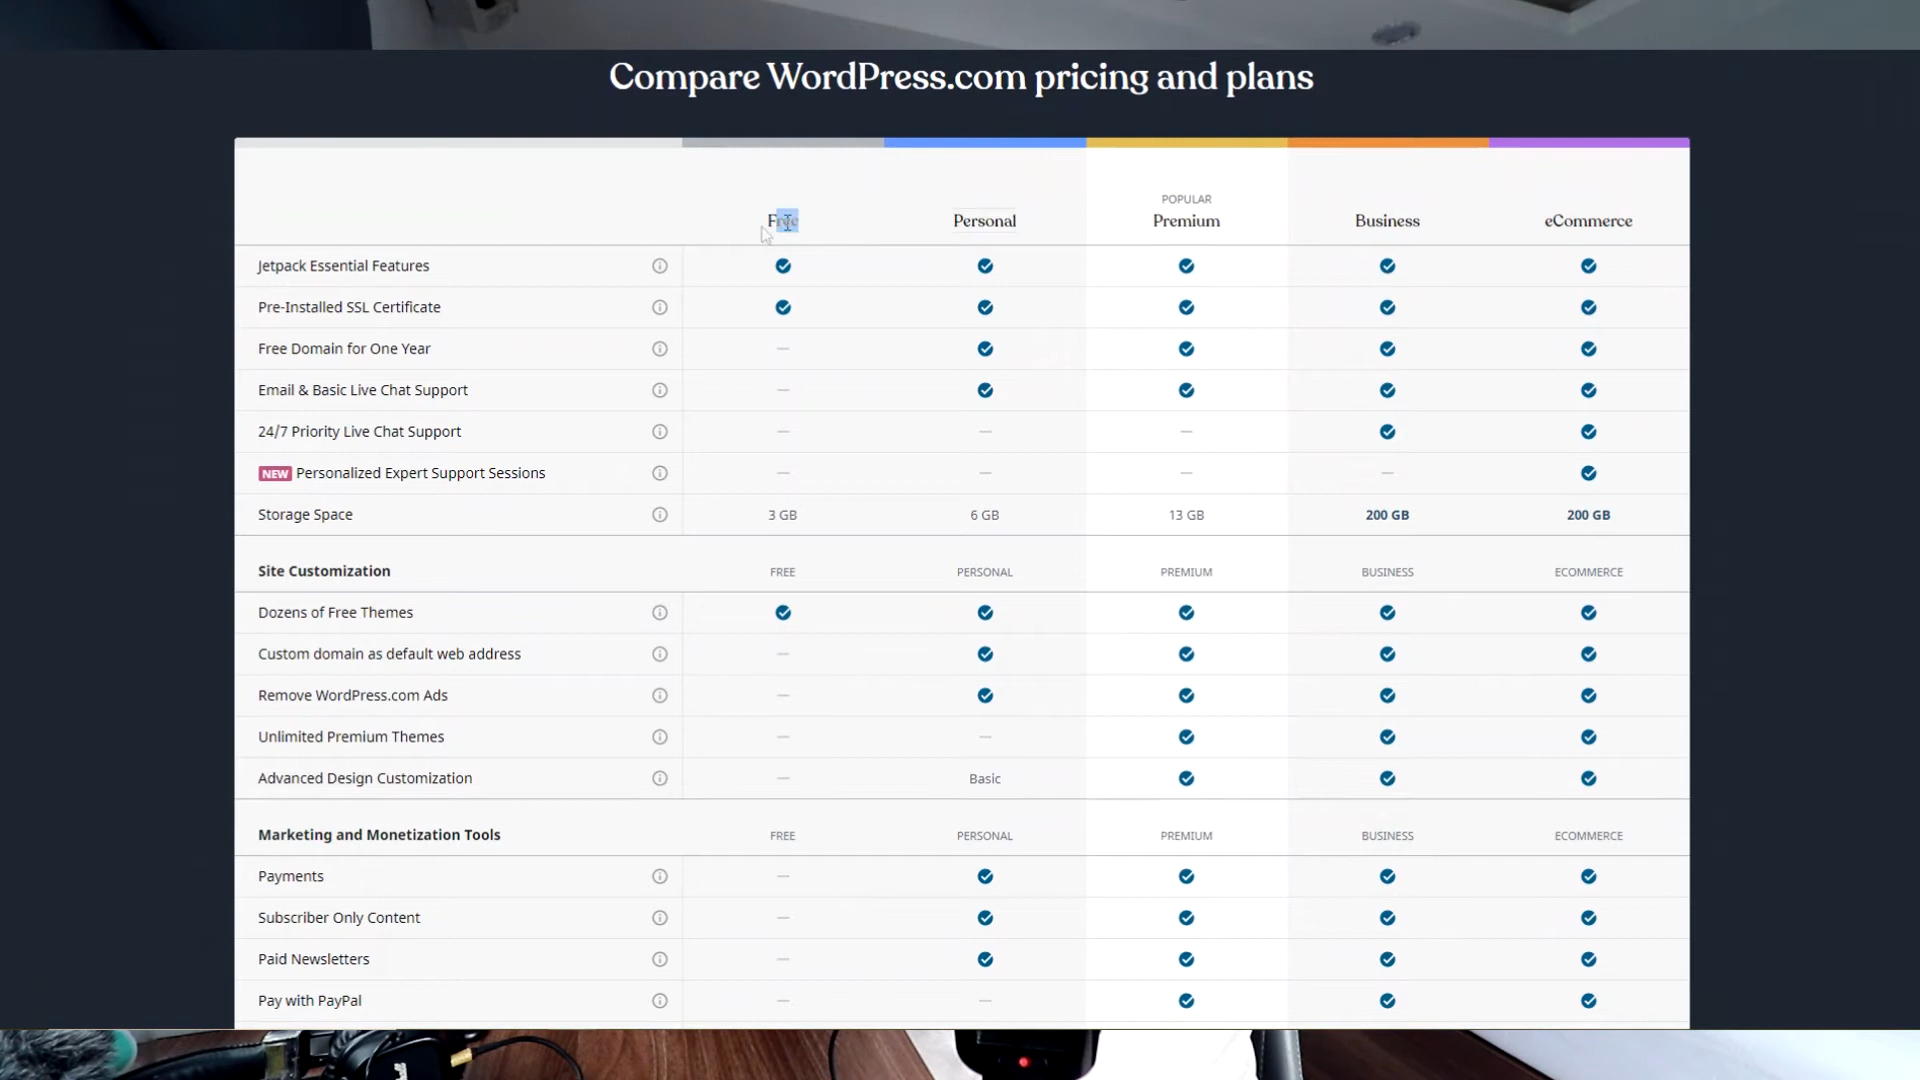 Compare WordPress.com pricing and plans
Free Personal POPULAR Premium Business eCommerce
Jetpack Essential Features
Pre-Installed SSL Certificate
Free Domain for One Year —
Email & Basic Live Chat Support —
24/7 Priority Live Chat Support — — —
NEW Personalized Expert Support Sessions — — — —
Storage Space 3 GB 6 GB 13 GB 200 GB 200 GB
Site Customization FREE PERSONAL PREMIUM BUSINESS ECOMMERCE
Dozens of Free Themes
Custom domain as default web address —
Remove WordPress.com Ads —
Unlimited Premium Themes — —
Advanced Design Customization — Basic
Marketing and Monetization Tools FREE PERSONAL PREMIUM BUSINESS ECOMMERCE
Payments —
Subscriber Only Content —
Paid Newsletters —
Pay with PayPal — —